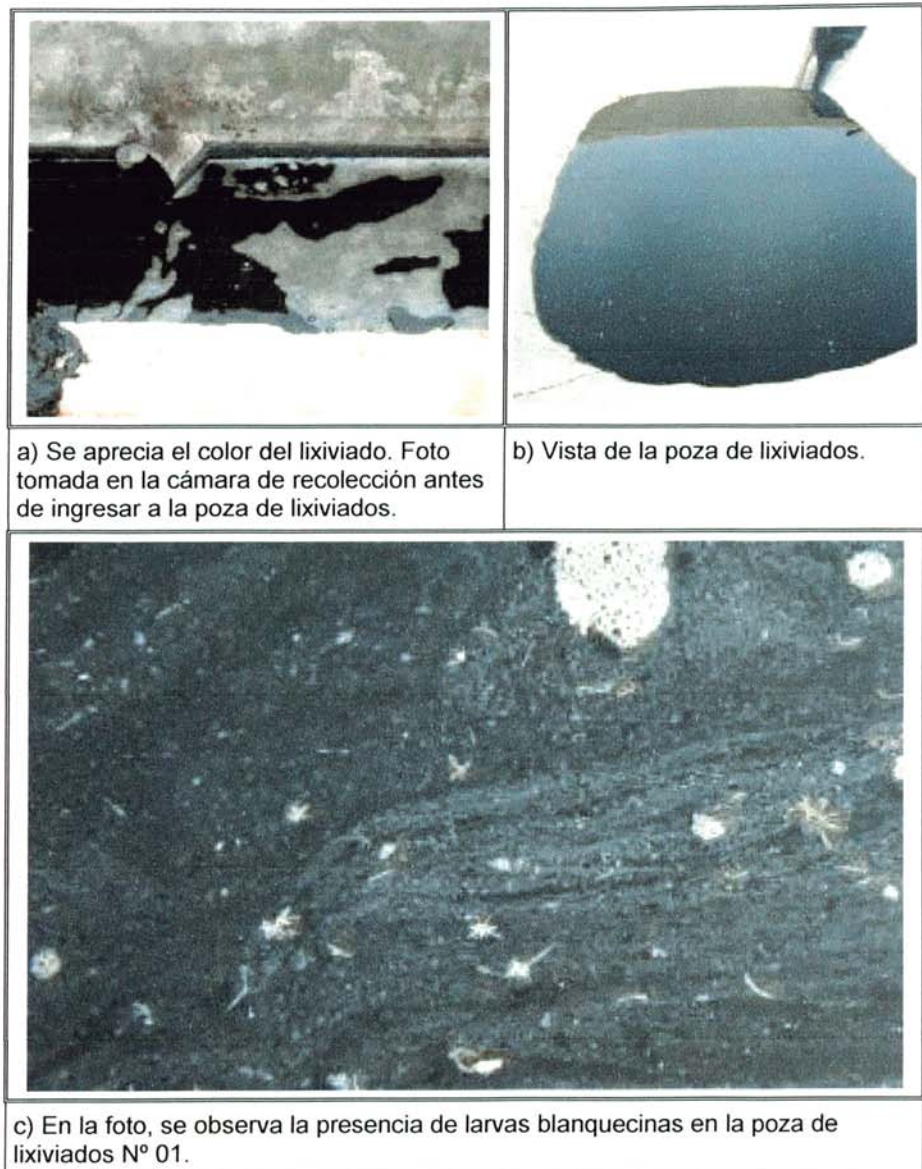 a) Se aprecia el color del lixiviado. Foto
tomada en la cámara de recolección antes
de ingresar a la poza de lixiviados.
b) Vista de la poza de lixiviados.
c) En la foto, se observa la presencia de larvas blanquecinas en la poza de
lixiviados Nº 01.